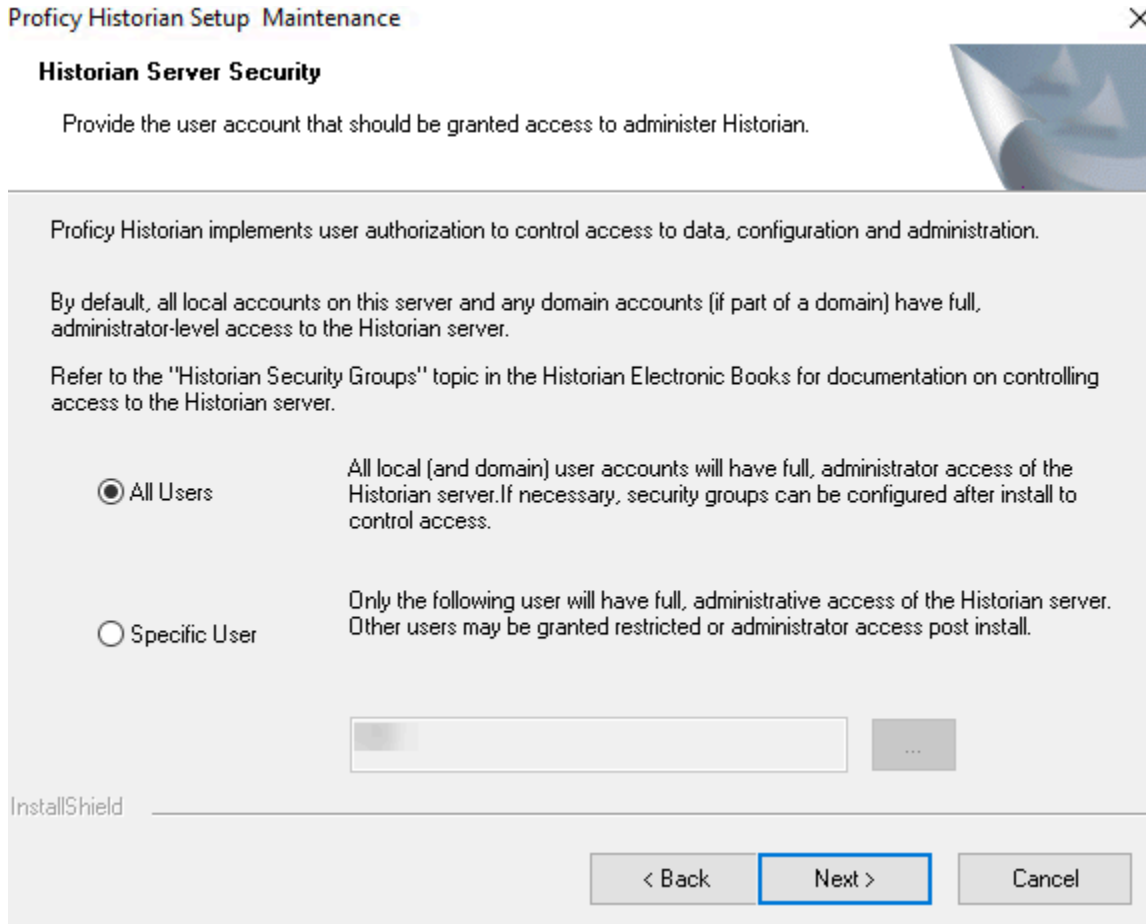 Proficy Historian Setup  Maintenance
Historian Server Security
Provide the user account that should be granted access to administer Historian.
Proficy Historian implements user authorization to control access to data, configuration and administration.
By default, all local accounts on this server and any domain accounts (if part of a domain) have full,
administrator-level access to the Historian server.
Refer to the "Historian Security Groups" topic in the Historian Electronic Books for documentation on controlling
access to the Historian server.
All Users
All local (and domain) user accounts will have full, administrator access of the
Historian server.If necessary, security groups can be configured after install to
control access.
Specific User
Only the following user will have full, administrative access of the Historian server.
Other users may be granted restricted or administrator access post install.
...
InstallShield
< Back
Next >
Cancel